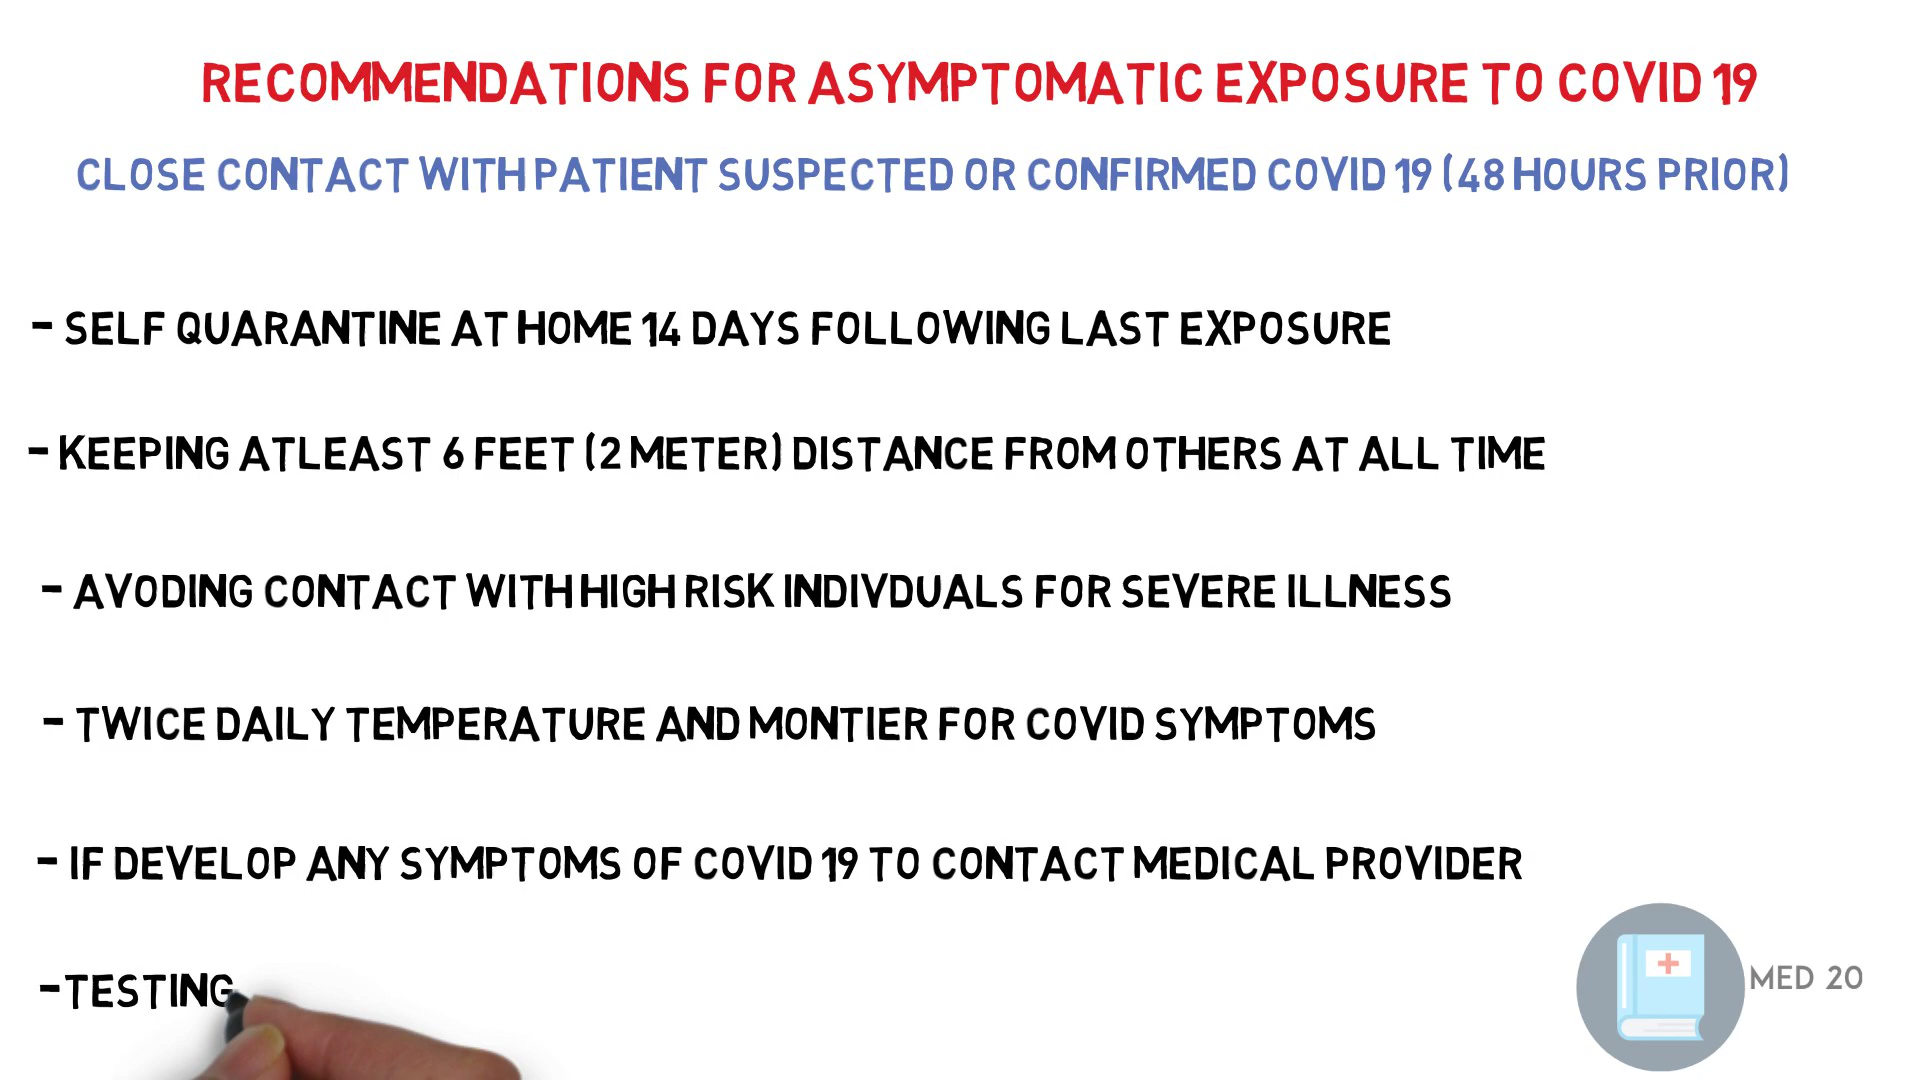 RECOMMENDATIONS FOR ASYMPTOMATIC EXPOSURE TO COVID 19
CLOSE CONTACT WITH PATIENT SUSPECTED OR CONFIRMED COVID 19 (48 HOURS PRIOR)
- SELF QUARANTINE AT HOME 14 DAYS FOLLOWING LAST EXPOSURE
- KEEPING ATLEAST 6 FEET (2 METER) DISTANCE FROM OTHERS AT ALL TIME
- AVODING CONTACT WITH HIGH RISK INDIVDUALS FOR SEVERE ILLNESS
- TWICE DAILY TEMPERATURE AND MONTIER FOR COVID SYMPTOMS
- IF DEVELOP ANY SYMPTOMS OF COVID 19 TO CONTACT MEDICAL PROVIDER
-TESTING
MED 20